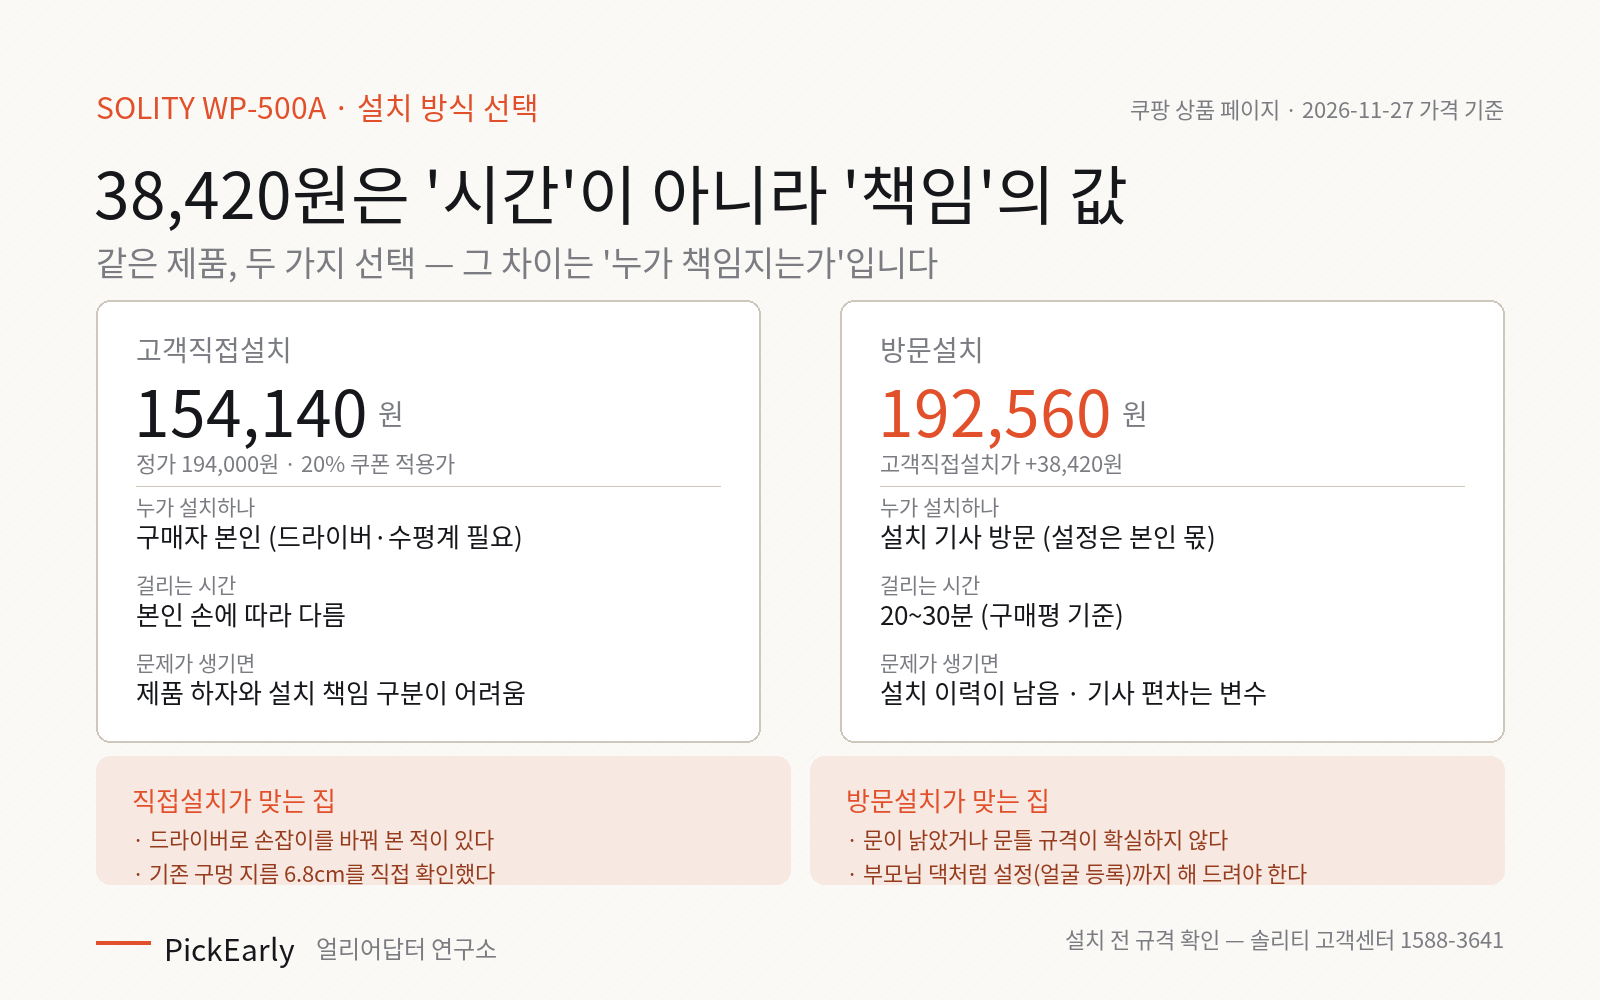 SOLITY WP-500A · 설치 방식 선택
쿠팡 상품 페이지 · 2026-11-27 가격 기준
38,420원은 '시간'이 아니라 '책임'의 값
같은 제품, 두 가지 선택 — 그 차이는 '누가 책임지는가'입니다
고객직접설치
154,140 원
정가 194,000원 · 20% 쿠폰 적용가
누가 설치하나
구매자 본인 (드라이버·수평계 필요)
걸리는 시간
본인 손에 따라 다름
문제가 생기면
제품 하자와 설치 책임 구분이 어려움
방문설치
192,560 원
고객직접설치가 +38,420원
누가 설치하나
설치 기사 방문 (설정은 본인 몫)
걸리는 시간
20~30분 (구매평 기준)
문제가 생기면
설치 이력이 남음 · 기사 편차는 변수
직접설치가 맞는 집
· 드라이버로 손잡이를 바꿔 본 적이 있다
· 기존 구멍 지름 6.8cm를 직접 확인했다
방문설치가 맞는 집
· 문이 낡았거나 문틀 규격이 확실하지 않다
· 부모님 댁처럼 설정(얼굴 등록)까지 해 드려야 한다
PickEarly 얼리어답터 연구소
설치 전 규격 확인 — 솔리티 고객센터 1588-3641